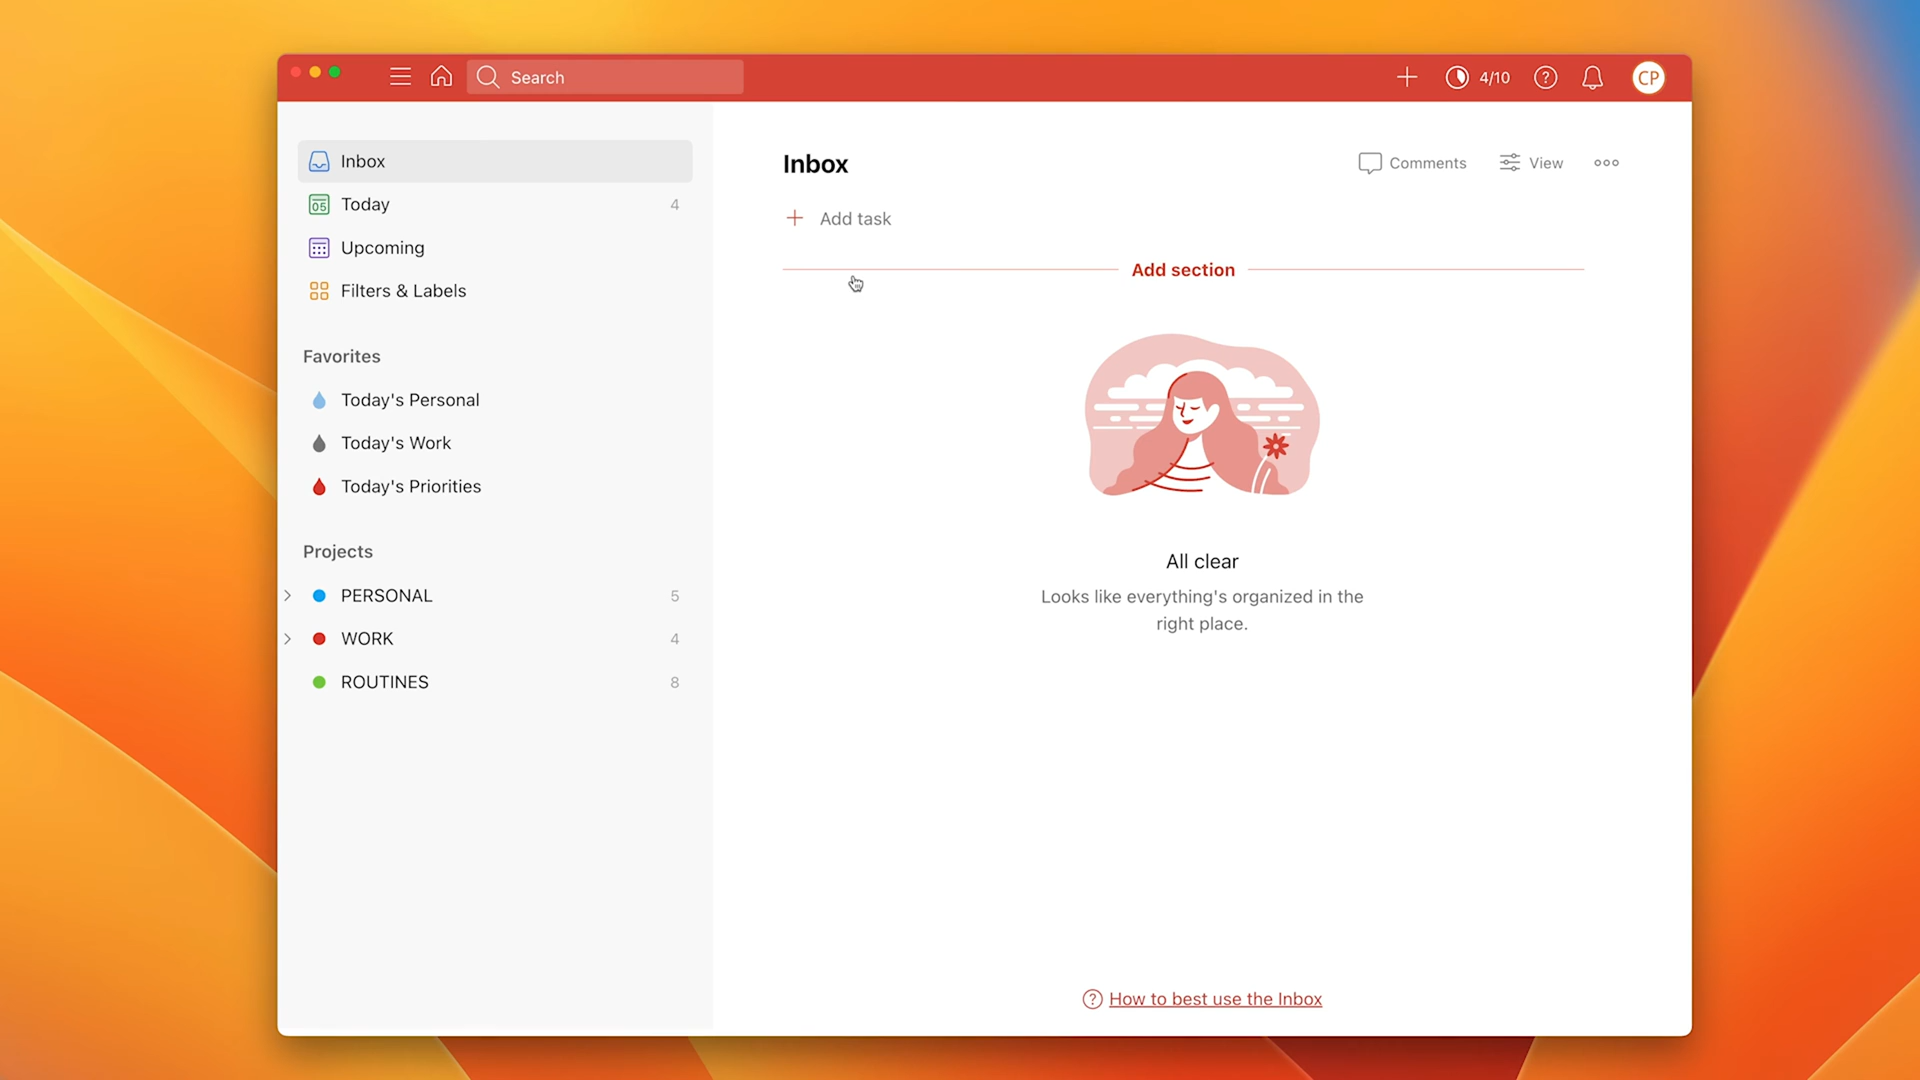 Search
4/10
CP
Inbox
Today 4
05
Upcoming
Filters & Labels
Favorites
Today's Personal
Today's Work
Today's Priorities
Projects
PERSONAL 5
WORK 4
ROUTINES 8
Inbox
Comments
View
Add task
Add section
All clear
Looks like everything's organized in the
right place.
? How to best use the Inbox